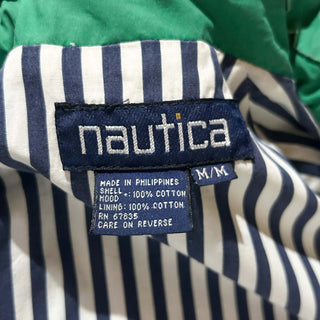 nautica
M/M
MADE IN PHILIPPINES
SHELL
HOOD +: 100% COTTON
LINING: 100% COTTON
RN 67835
CARE ON REVERSE